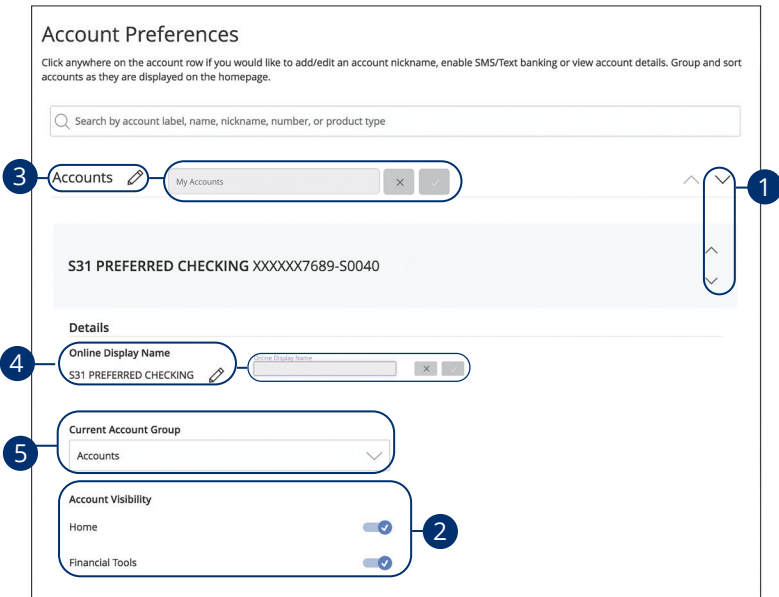 Account Preferences
Click anywhere on the account row if you would like to add/edit an account nickname, enable SMS/Text banking or view account details. Group and sort
accounts as they are displayed on the homepage.
Search by account label, name, nickname, number, or product type
3
Accounts
My Accounts
1
S31 PREFERRED CHECKING XXXXXX7689-S0040
Details
4
Online Display Name
S31 PREFERRED CHECKING
Online Display Name
5
Current Account Group
Accounts
Account Visibility
Home
2
Financial Tools